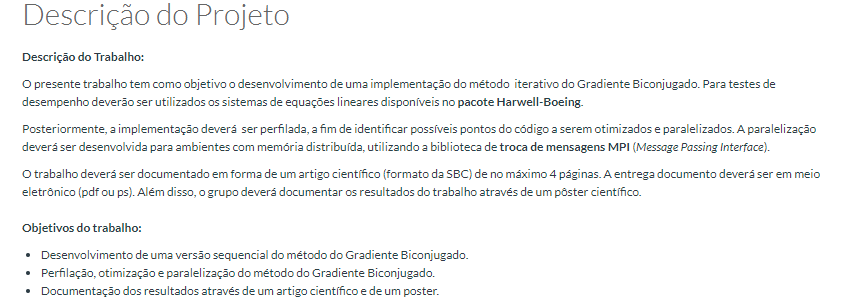 Descrição do Projeto
Descrição do Trabalho:
O presente trabalho tem como objetivo o desenvolvimento de uma implementação do método iterativo do Gradiente Biconjugado. Para testes de
desempenho deverão ser utilizados os sistemas de equações lineares disponíveis no pacote Harwell-Boeing.
Posteriormente, a implementação deverá ser perfilada, a fim de identificar possíveis pontos do código a serem otimizados e paralelizados. A paralelização
deverá ser desenvolvida para ambientes com memória distribuída, utilizando a biblioteca de troca de mensagens MPI (Message Passing Interface).
O trabalho deverá ser documentado em forma de um artigo científico (formato da SBC) de no máximo 4 páginas. A entrega documento deverá ser em meio
eletrônico (pdf ou ps). Além disso, o grupo deverá documentar os resultados do trabalho através de um pôster científico.
Objetivos do trabalho:
• Desenvolvimento de uma versão sequencial do método do Gradiente Biconjugado.
• Perfilação, otimização e paralelização do método do Gradiente Biconjugado.
• Documentação dos resultados através de um artigo científico e de um poster.